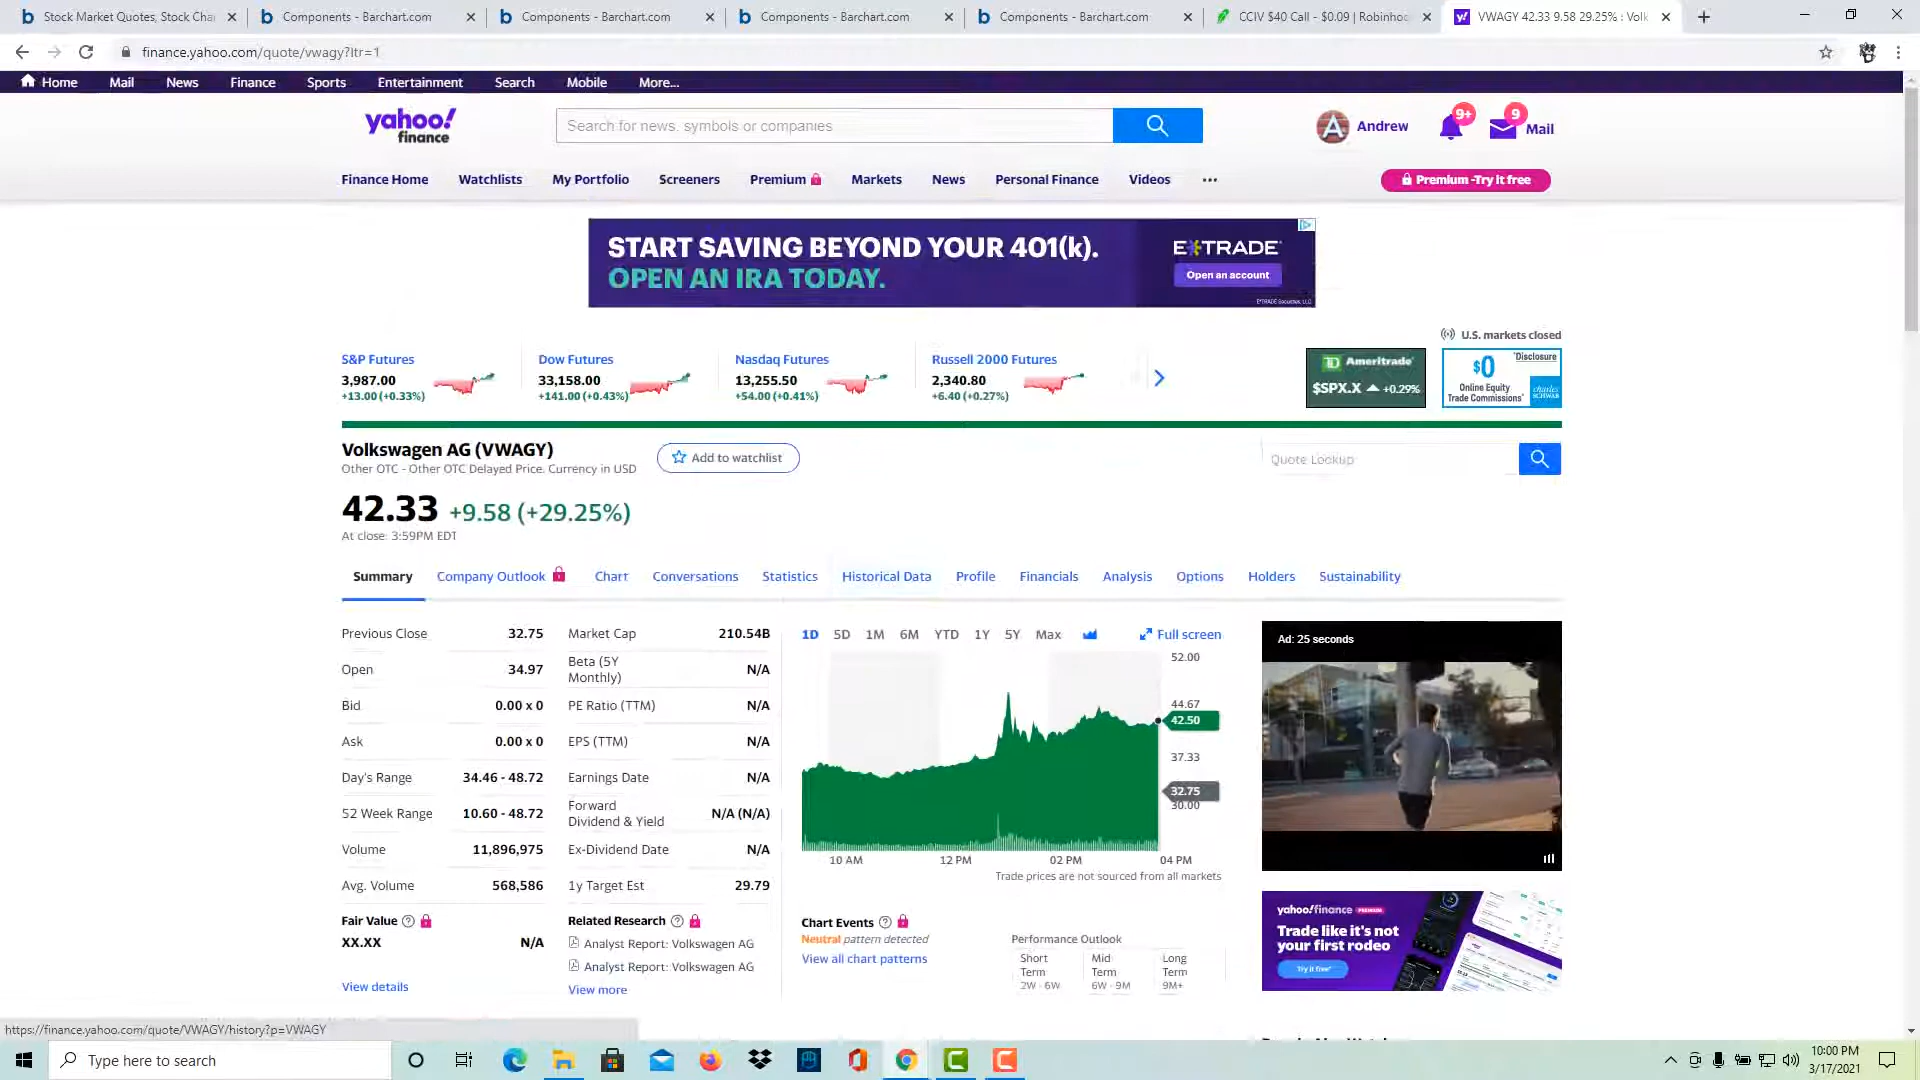 Stock Market Quotes, Stock Cha
Components - Barchart.com
Components - Barchart.com
Components - Barchart.com
Components - Barchart.com
CCIV $40 Call - $0.09 | Robinhoo
VWAGY 42.33 9.58 29.25% : Volk
finance.yahoo.com/quote/vwagy?ltr=1
Home Mail News Finance Sports Entertainment Search Mobile More...
yahoo!
finance
Search for news, symbols or companies
Andrew
9+
9
Mail
Finance Home Watchlists My Portfolio Screeners Premium Markets News Personal Finance Videos ...
Premium - Try it free
START SAVING BEYOND YOUR 401(k).
OPEN AN IRA TODAY.
E*TRADE
Open an account
E*TRADE Securities, LLC
U.S. markets closed
S&P Futures
3,987.00
+13.00 (+0.33%)
Dow Futures
33,158.00
+141.00 (+0.43%)
Nasdaq Futures
13,255.50
+54.00 (+0.41%)
Russell 2000 Futures
2,340.80
+6.40 (+0.27%)
TD Ameritrade
$SPX.X +0.29%
$0
*Disclosure
Online Equity
Trade Commissions*
charles
SCHWAB
Volkswagen AG (VWAGY)
Other OTC - Other OTC Delayed Price. Currency in USD
Add to watchlist
Quote Lookup
42.33 +9.58 (+29.25%)
At close: 3:59PM EDT
Summary Company Outlook Chart Conversations Statistics Historical Data Profile Financials Analysis Options Holders Sustainability
Previous Close 32.75
Open 34.97
Bid 0.00 x 0
Ask 0.00 x 0
Day's Range 34.46 - 48.72
52 Week Range 10.60 - 48.72
Volume 11,896,975
Avg. Volume 568,586
Market Cap 210.54B
Beta (5Y
Monthly) N/A
PE Ratio (TTM) N/A
EPS (TTM) N/A
Earnings Date N/A
Forward
Dividend & Yield N/A (N/A)
Ex-Dividend Date N/A
1y Target Est 29.79
Fair Value
XX.XX N/A
View details
Related Research
Analyst Report: Volkswagen AG
Analyst Report: Volkswagen AG
View more
1D 5D 1M 6M YTD 1Y 5Y Max
Full screen
52.00
44.67
42.50
37.33
32.75
30.00
10 AM 12 PM 02 PM 04 PM
Trade prices are not sourced from all markets
Chart Events
Neutral pattern detected
View all chart patterns
Performance Outlook
Short
Term
2W - 6W
Mid
Term
6W - 9M
Long
Term
9M+
Ad: 25 seconds
yahoo!finance PREMIUM
Trade like it's not
your first rodeo
Try it free*
https://finance.yahoo.com/quote/VWAGY/history?p=VWAGY
Type here to search
10:00 PM
3/17/2021